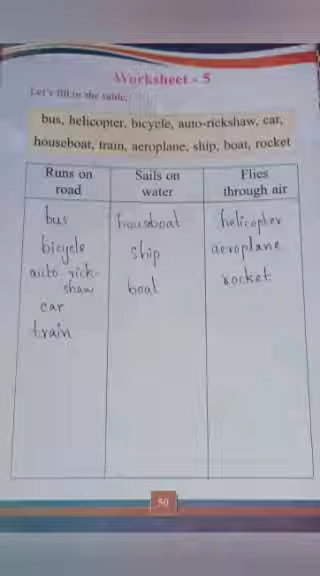 Worksheet - 5
Let's fill in the table.
bus, helicopter, bicycle, auto-rickshaw, car,
houseboat, train, aeroplane, ship, boat, rocket
Runs on road
Sails on water
Flies through air
bus
houseboat
helicopter
bicycle
ship
aeroplane
auto-rick-
shaw
boat
rocket
car
train
50